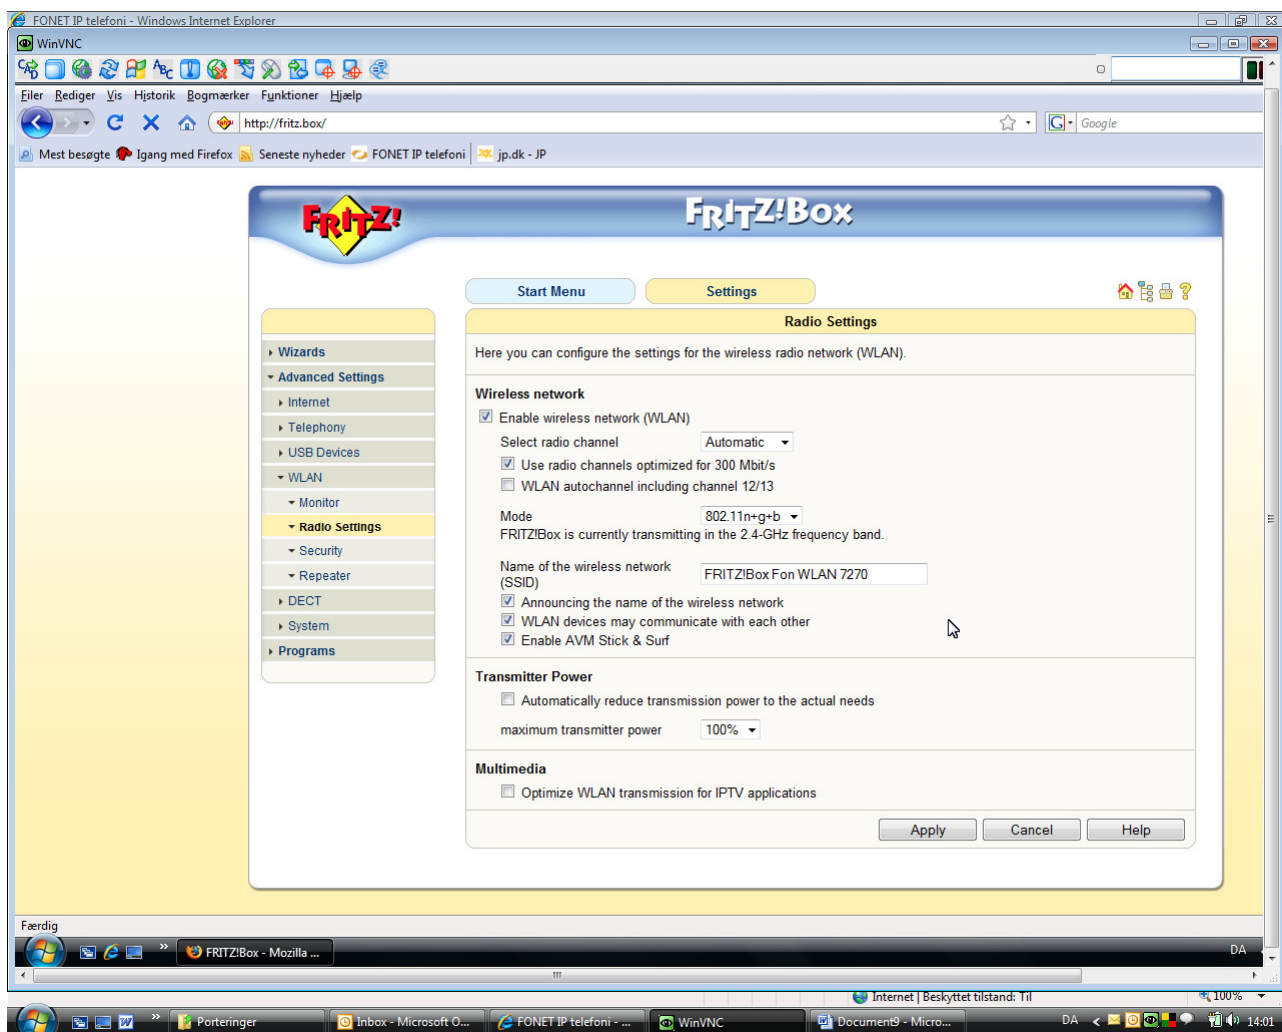 FONET IP telefoni - Windows Internet Explorer
WinVNC
Filer Rediger Vis Historik Bogmærker Funktioner Hjælp
http://fritz.box/
G Google
Mest besøgte Igang med Firefox Seneste nyheder FONET IP telefoni jp.dk - JP
FRITZ!
FRITZ!Box
Start Menu Settings
Radio Settings
Wizards
Advanced Settings
Internet
Telephony
USB Devices
WLAN
Monitor
Radio Settings
Security
Repeater
DECT
System
Programs
Here you can configure the settings for the wireless radio network (WLAN).
Wireless network
Enable wireless network (WLAN)
Select radio channel Automatic
Use radio channels optimized for 300 Mbit/s
WLAN autochannel including channel 12/13
Mode 802.11n+g+b
FRITZ!Box is currently transmitting in the 2.4-GHz frequency band.
Name of the wireless network
(SSID)
FRITZ!Box Fon WLAN 7270
Announcing the name of the wireless network
WLAN devices may communicate with each other
Enable AVM Stick & Surf
Transmitter Power
Automatically reduce transmission power to the actual needs
maximum transmitter power 100%
Multimedia
Optimize WLAN transmission for IPTV applications
Apply Cancel Help
Færdig
FRITZ!Box - Mozilla ...
DA
Internet | Beskyttet tilstand: Til 100%
Porteringer Inbox - Microsoft O... FONET IP telefoni - ... WinVNC Document9 - Micro... DA 14:01